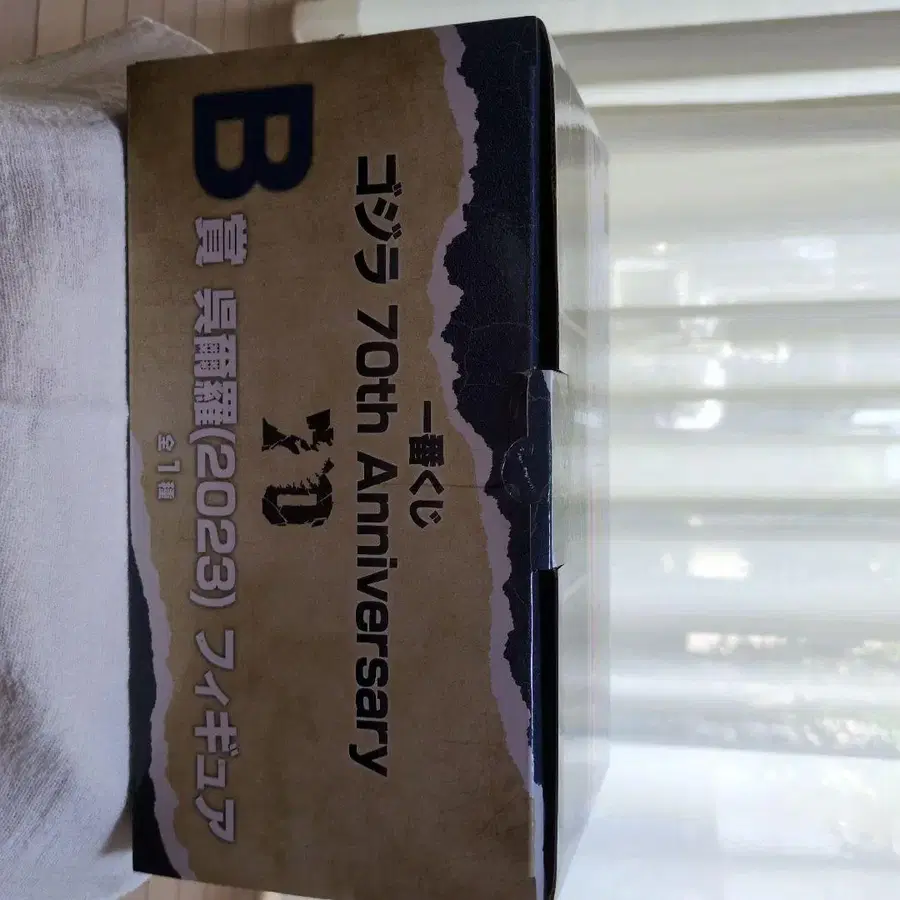 一番くじ
ゴジラ 70th Anniversary
70
B賞 呉爾羅(2023) フィギュア
全1種